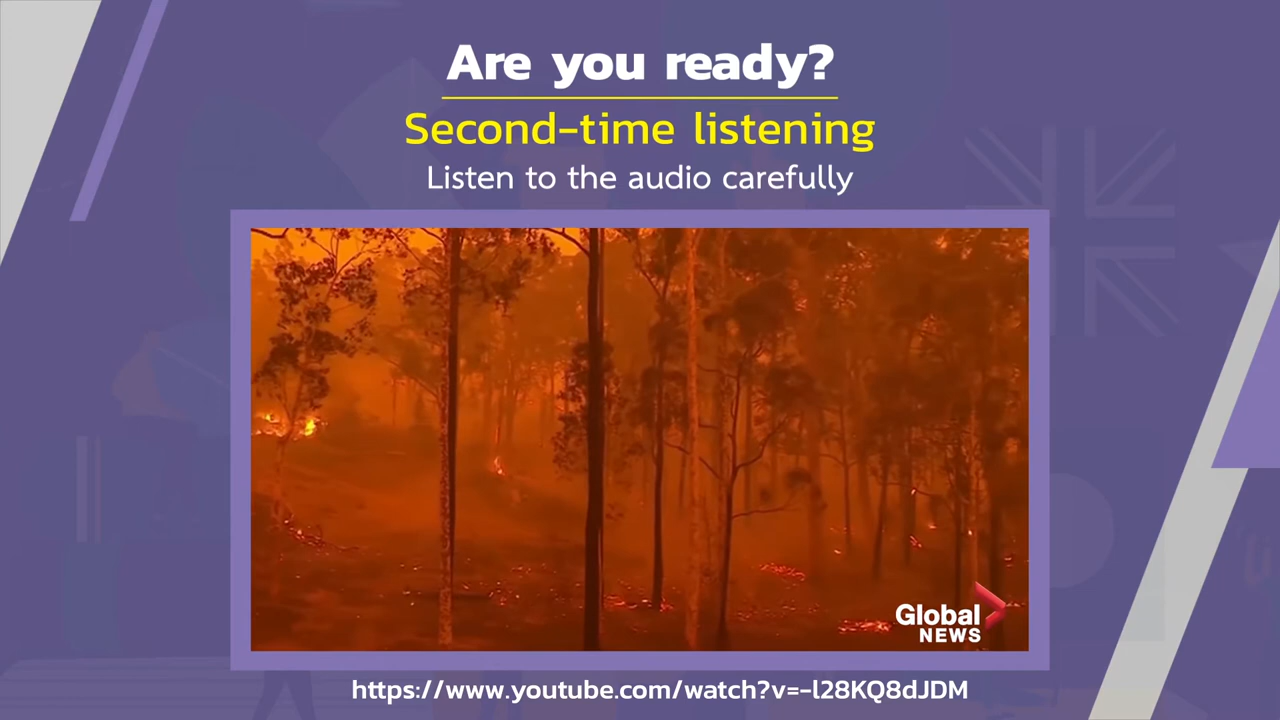 Are you ready?
Second-time listening
Listen to the audio carefully
Global
NEWS
https://www.youtube.com/watch?v=-l28KQ8dJDM